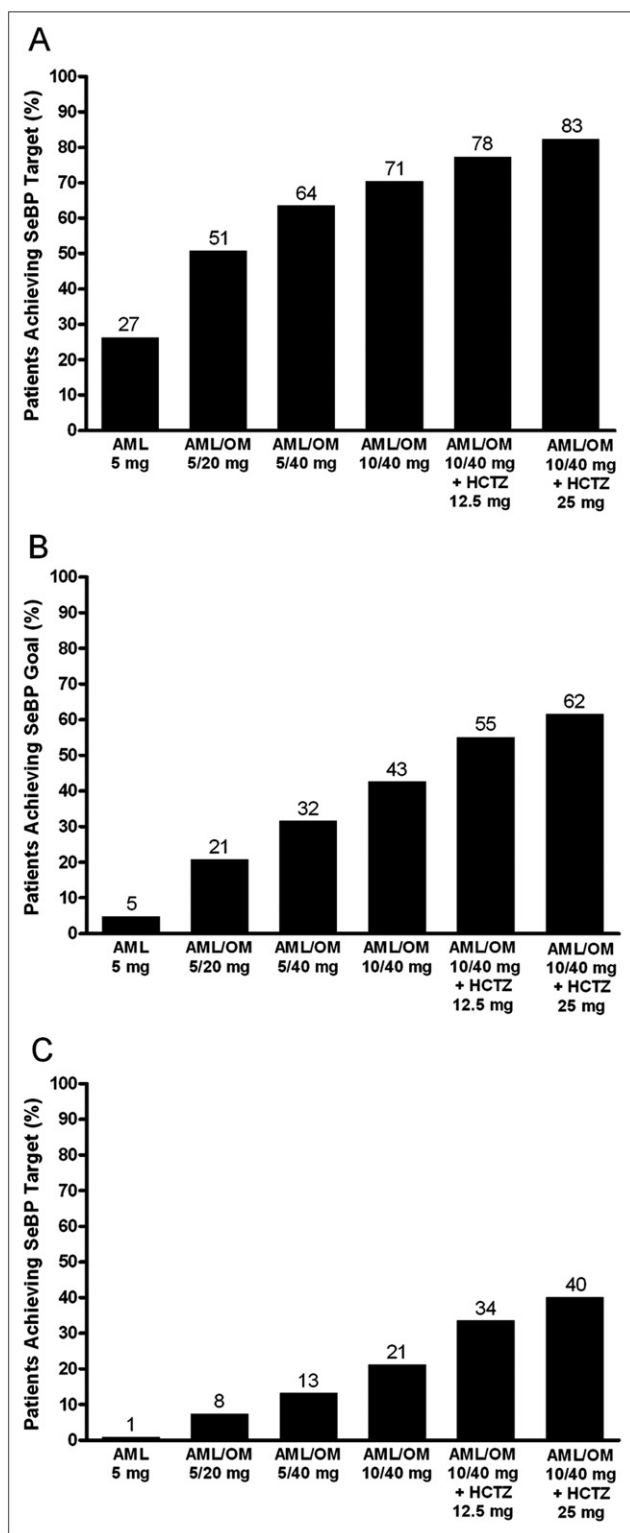 A
Patients Achieving SeBP Target (%)
100
90
80
70
60
50
40
30
20
10
0
27
51
64
71
78
83
AML
5 mg
AML/OM
5/20 mg
AML/OM
5/40 mg
AML/OM
10/40 mg
AML/OM
10/40 mg
+ HCTZ
12.5 mg
AML/OM
10/40 mg
+ HCTZ
25 mg
B
Patients Achieving SeBP Goal (%)
100
90
80
70
60
50
40
30
20
10
0
5
21
32
43
55
62
AML
5 mg
AML/OM
5/20 mg
AML/OM
5/40 mg
AML/OM
10/40 mg
AML/OM
10/40 mg
+ HCTZ
12.5 mg
AML/OM
10/40 mg
+ HCTZ
25 mg
C
Patients Achieving SeBP Target (%)
100
90
80
70
60
50
40
30
20
10
0
1
8
13
21
34
40
AML
5 mg
AML/OM
5/20 mg
AML/OM
5/40 mg
AML/OM
10/40 mg
AML/OM
10/40 mg
+ HCTZ
12.5 mg
AML/OM
10/40 mg
+ HCTZ
25 mg